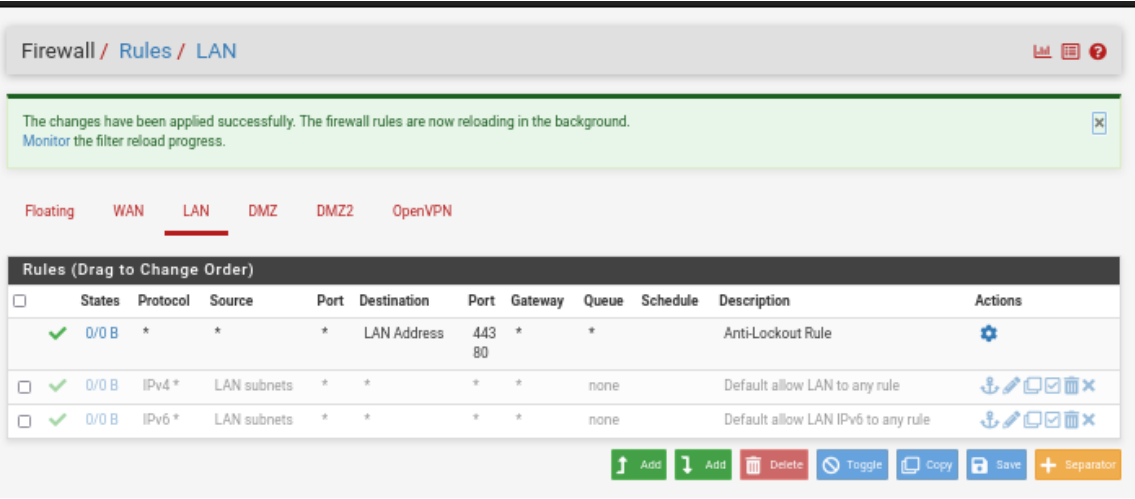 Firewall / Rules / LAN
The changes have been applied successfully. The firewall rules are now reloading in the background.
Monitor the filter reload progress.
Floating WAN LAN DMZ DMZ2 OpenVPN
Rules (Drag to Change Order)
States Protocol Source Port Destination Port Gateway Queue Schedule Description Actions
0/0 B * * * LAN Address 443 * * Anti-Lockout Rule
80
0/0 B IPv4 * LAN subnets * * * * none Default allow LAN to any rule
0/0 B IPv6 * LAN subnets * * * * none Default allow LAN IPv6 to any rule
Add Add Delete Toggle Copy Save Separator